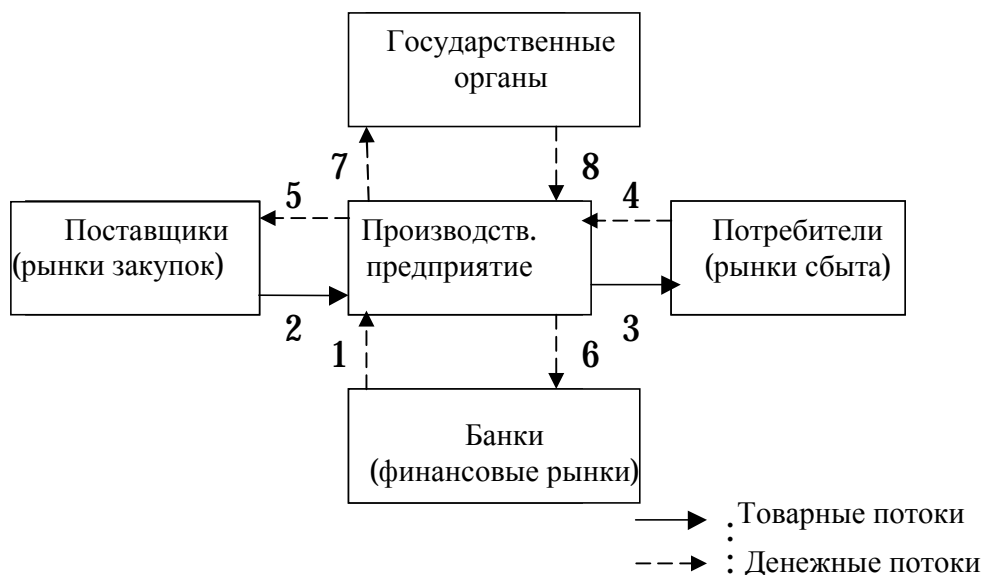 Государственные
органы
7
8
5
4
Поставщики
(рынки закупок)
Производств.
предприятие
Потребители
(рынки сбыта)
2
1
6
3
Банки
(финансовые рынки)
Товарные потоки
:
: Денежные потоки